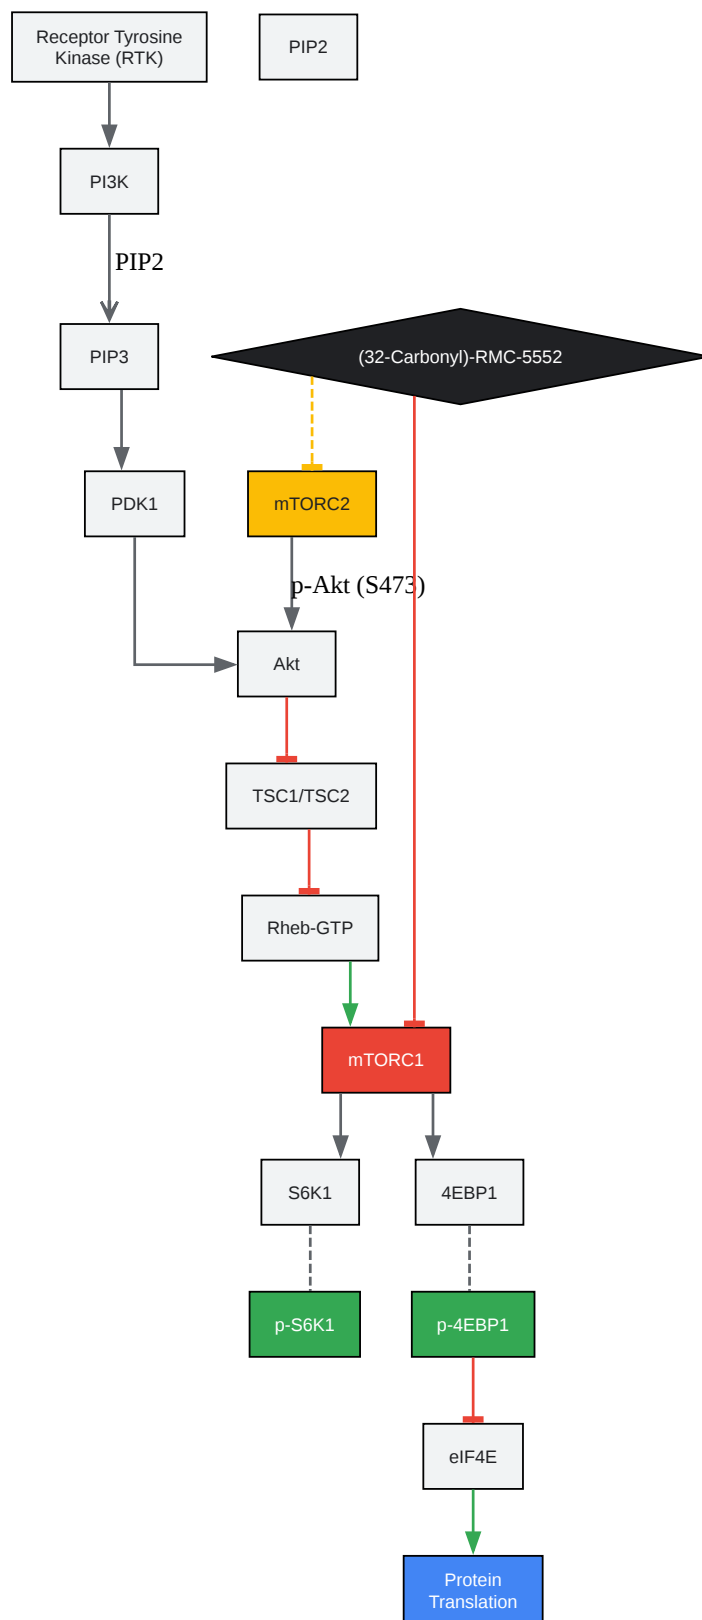 Receptor Tyrosine
Kinase (RTK)
PIP2
PI3K
PIP2
PIP3
(32-Carbonyl)-RMC-5552
PDK1
mTORC2
p-Akt (S473)
Akt
TSC1/TSC2
Rheb-GTP
mTORC1
S6K1
4EBP1
p-S6K1
p-4EBP1
eIF4E
Protein
Translation